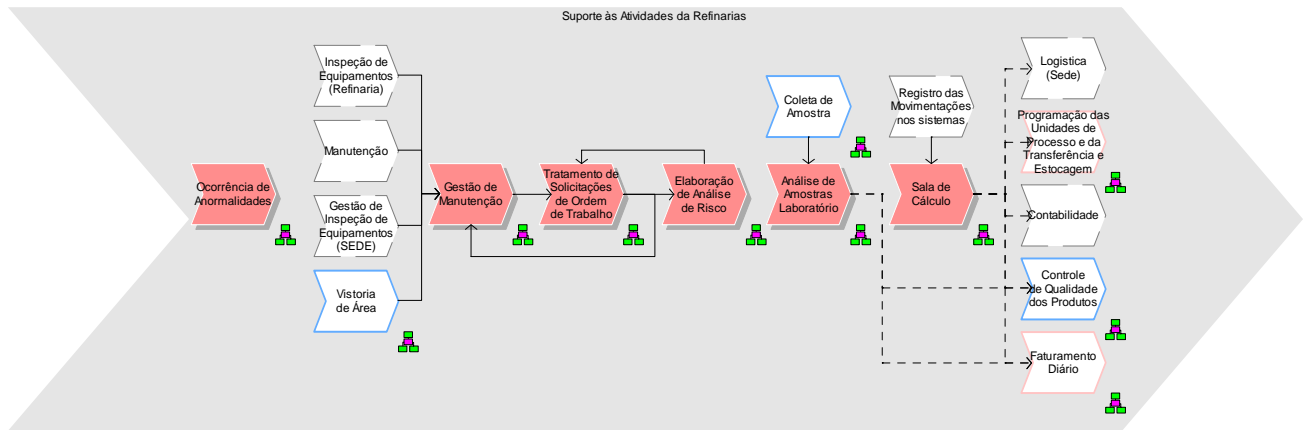 Suporte às Atividades da Refinarias
Inspeção de
Equipamentos
(Refinaria)
Manutenção
Gestão de
Inspeção de
Equipamentos
(SEDE)
Vistoria
de Área
Ocorrência de
Anormalidades
Gestão de
Manutenção
Tratamento de
Solicitações
de Ordem
de Trabalho
Elaboração
de Análise
de Risco
Coleta de
Amostra
Análise de
Amostras
Laboratório
Registro das
Movimentações
nos sistemas
Sala de
Cálculo
Logistica
(Sede)
Programação das
Unidades de
Processo e da
Transferência e
Estocagem
Contabilidade
Controle
de Qualidade
dos Produtos
Faturamento
Diário